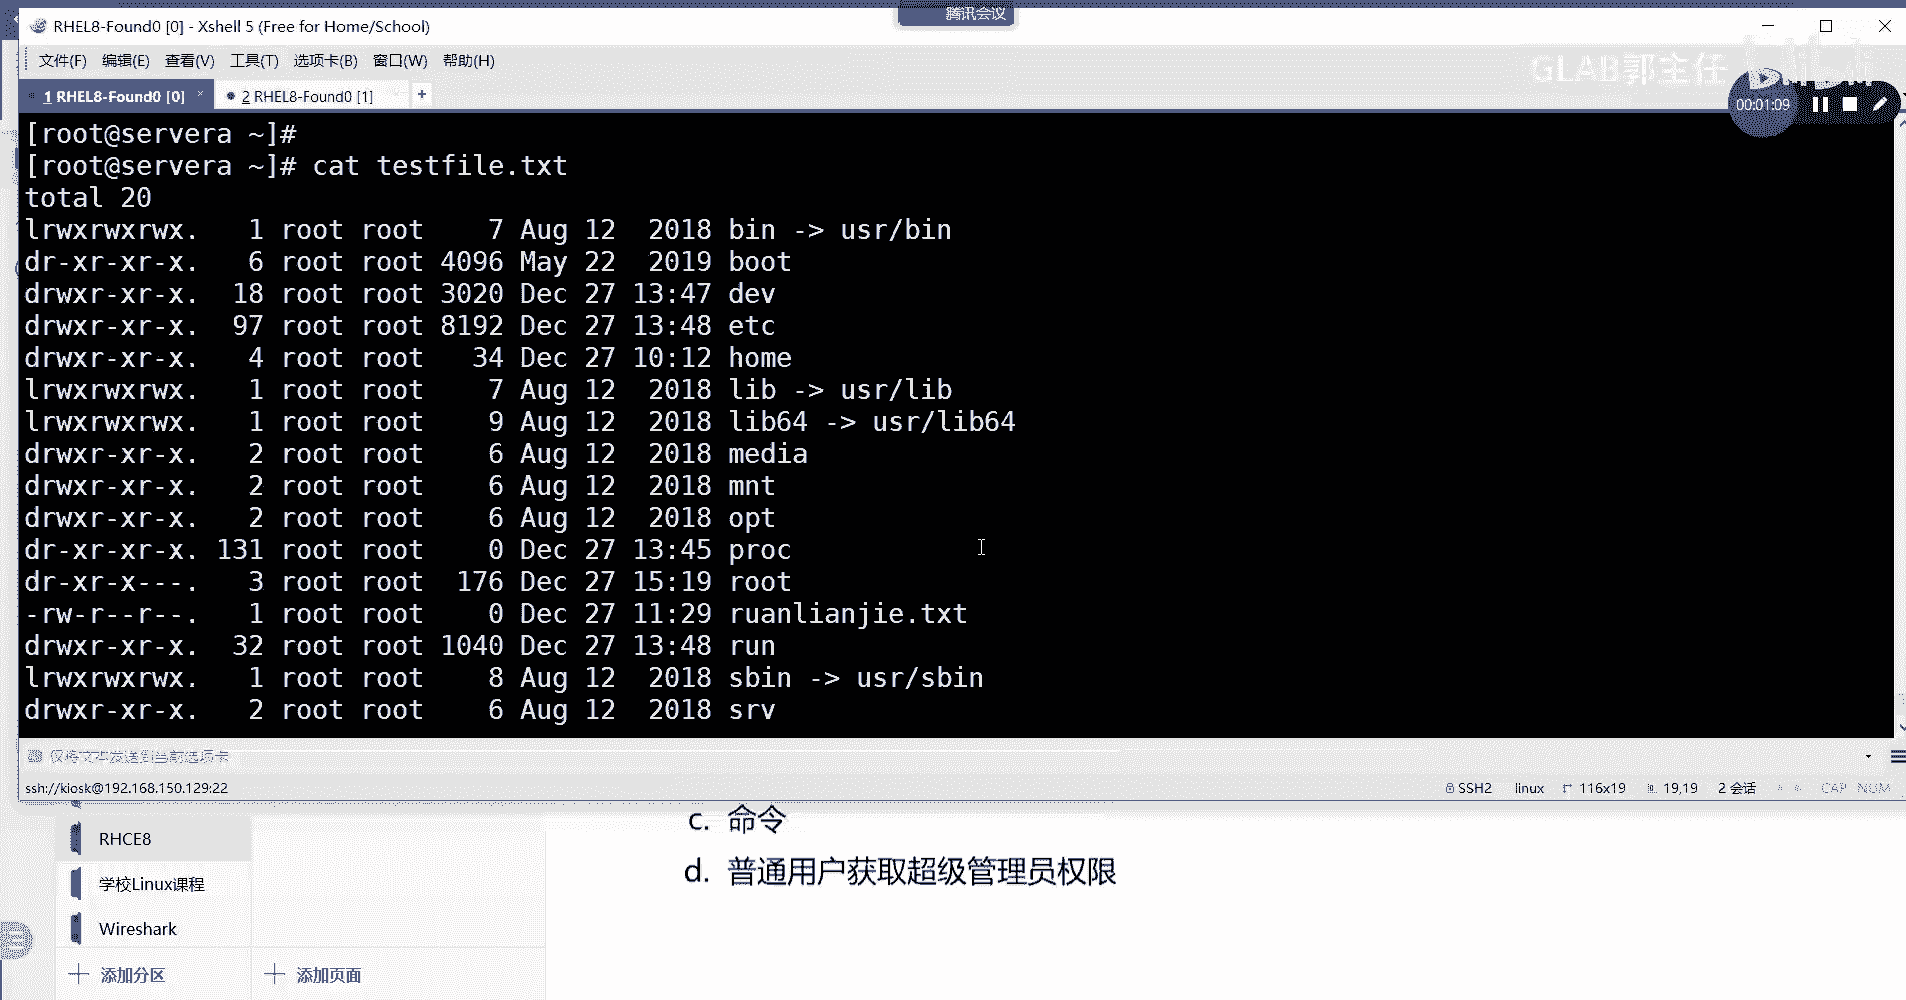 腾讯会议
RHEL8-Found0 [0] - Xshell 5 (Free for Home/School)
文件(F) 编辑(E) 查看(V) 工具(T) 选项卡(B) 窗口(W) 帮助(H)
GLAB郭主任 bilibili
1 RHEL8-Found0 [0] × 2 RHEL8-Found0 [1] +
00:01:09
[root@servera ~]#
[root@servera ~]# cat testfile.txt
total 20
lrwxrwxrwx.   1 root root    7 Aug 12  2018 bin -> usr/bin
dr-xr-xr-x.   6 root root 4096 May 22  2019 boot
drwxr-xr-x.  18 root root 3020 Dec 27 13:47 dev
drwxr-xr-x.  97 root root 8192 Dec 27 13:48 etc
drwxr-xr-x.   4 root root   34 Dec 27 10:12 home
lrwxrwxrwx.   1 root root    7 Aug 12  2018 lib -> usr/lib
lrwxrwxrwx.   1 root root    9 Aug 12  2018 lib64 -> usr/lib64
drwxr-xr-x.   2 root root    6 Aug 12  2018 media
drwxr-xr-x.   2 root root    6 Aug 12  2018 mnt
drwxr-xr-x.   2 root root    6 Aug 12  2018 opt
dr-xr-xr-x. 131 root root    0 Dec 27 13:45 proc
dr-xr-x---.   3 root root  176 Dec 27 15:19 root
-rw-r--r--.   1 root root    0 Dec 27 11:29 ruanlianjie.txt
drwxr-xr-x.  32 root root 1040 Dec 27 13:48 run
lrwxrwxrwx.   1 root root    8 Aug 12  2018 sbin -> usr/sbin
drwxr-xr-x.   2 root root    6 Aug 12  2018 srv
仅将文本发送到当前选项卡
ssh://kiosk@192.168.150.129:22 SSH2 linux 116x19 19,19 2 会话 CAP NUM
c. 命令
RHCE8
d. 普通用户获取超级管理员权限
学校Linux课程
Wireshark
添加分区 添加页面